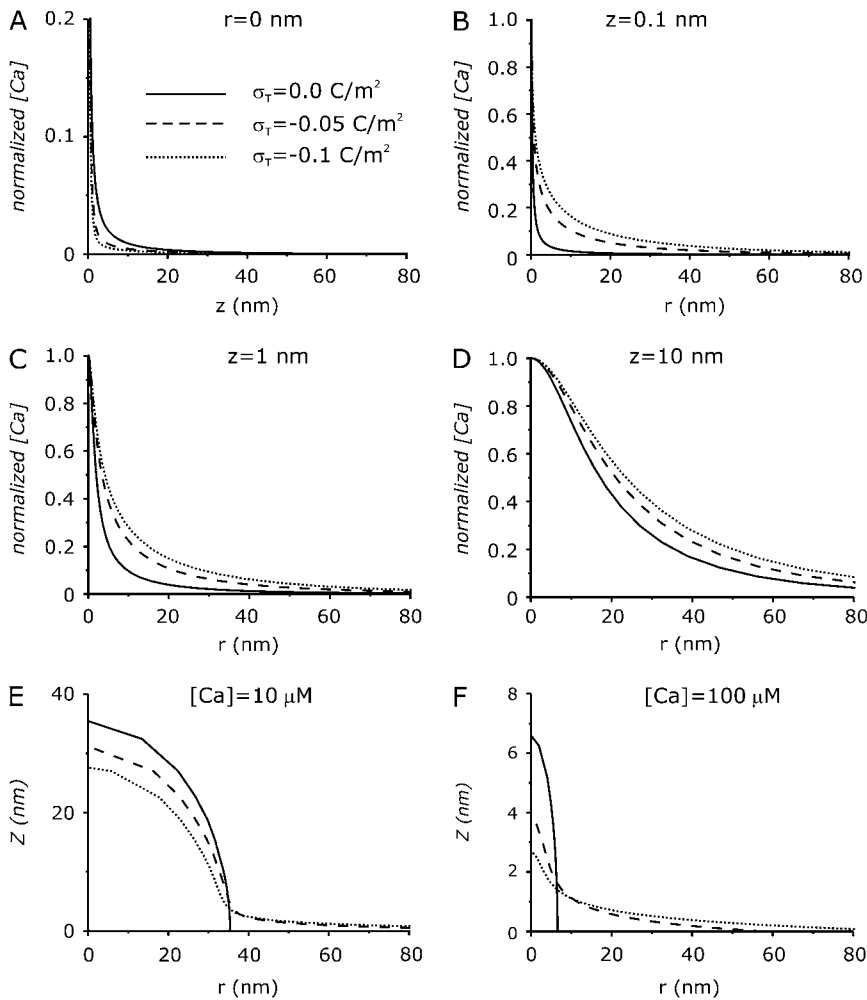 A
r=0 nm
normalized [Ca]
0.2
0.1
0
σT=0.0 C/m²
σT=-0.05 C/m²
σT=-0.1 C/m²
0 20 40 60 80
z (nm)
B
z=0.1 nm
normalized [Ca]
1.0
0.8
0.6
0.4
0.2
0
0 20 40 60 80
r (nm)
C
z=1 nm
normalized [Ca]
1.0
0.8
0.6
0.4
0.2
0
0 20 40 60 80
r (nm)
D
z=10 nm
normalized [Ca]
1.0
0.8
0.6
0.4
0.2
0
0 20 40 60 80
r (nm)
E
[Ca]=10 μM
Z (nm)
40
20
0
0 20 40 60 80
r (nm)
F
[Ca]=100 μM
Z (nm)
8
6
4
2
0
0 20 40 60 80
r (nm)